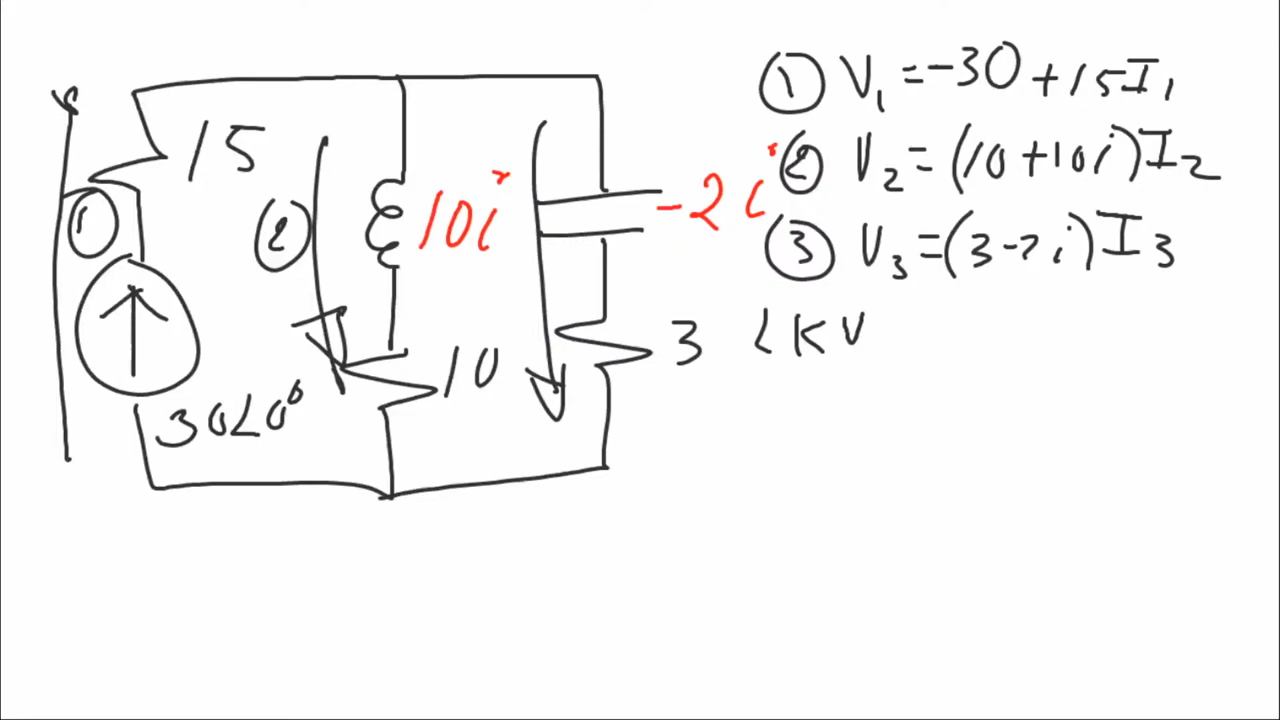 ① V₁ = -30 + 15I₁
② V₂ = (10 + 10i)I₂
③ V₃ = (3 - 2i)I₃
LKV
15
①
②
10i
-2i
3
10
30∠0°